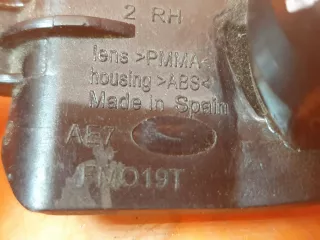 2 RH
lens >PMMA<
housing >ABS<
Made in Spain
AE7
FMO19T